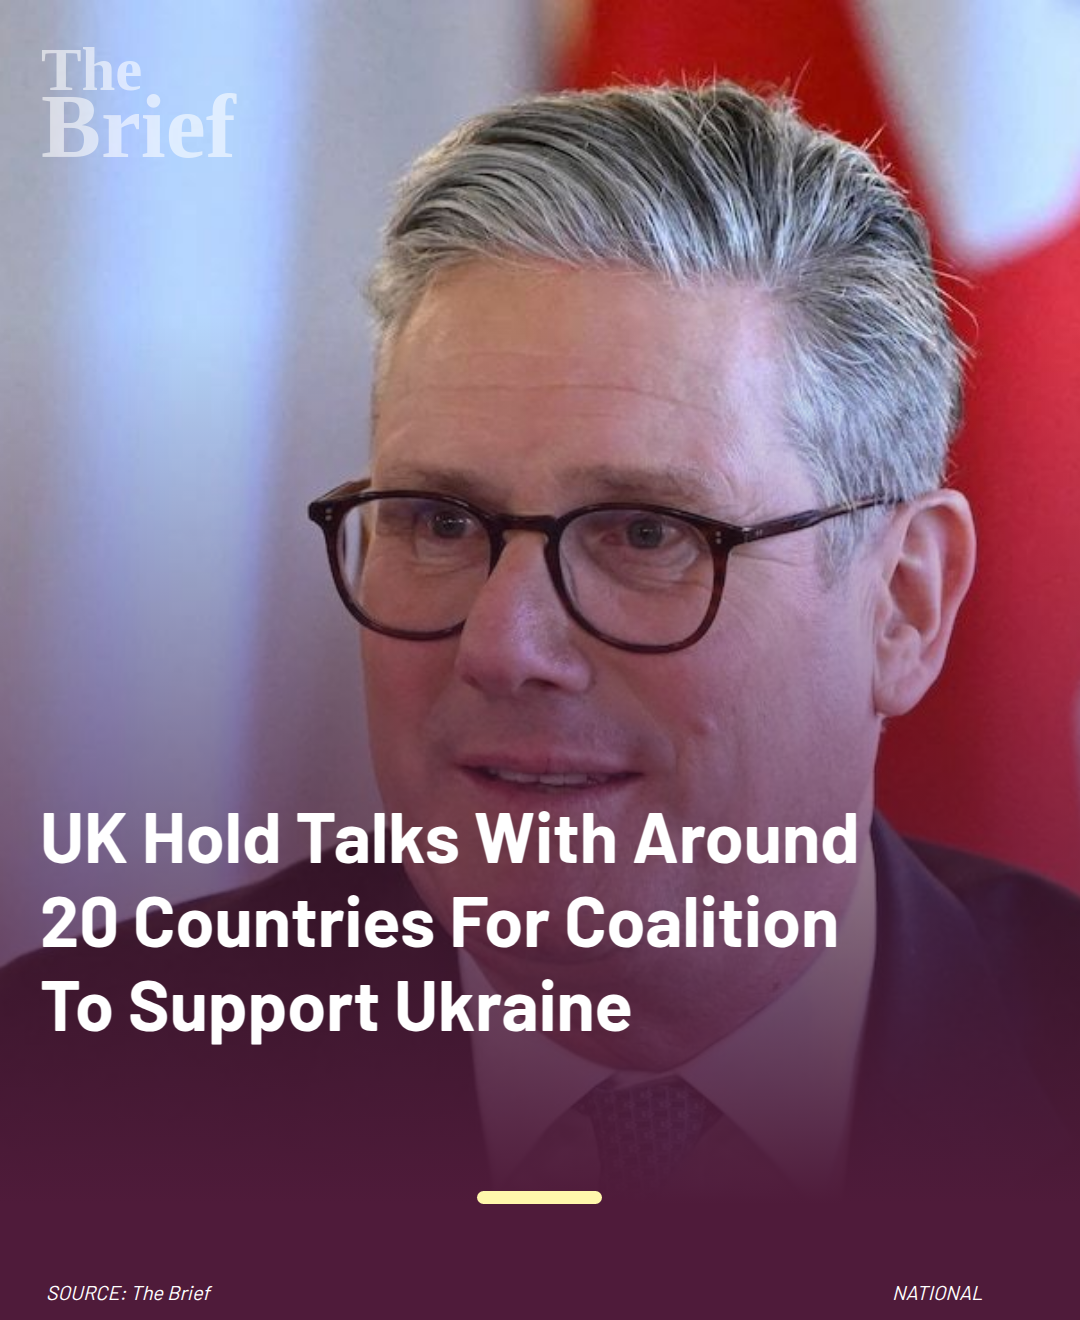 The
Brief
UK Hold Talks With Around
20 Countries For Coalition
To Support Ukraine
SOURCE: The Brief
NATIONAL